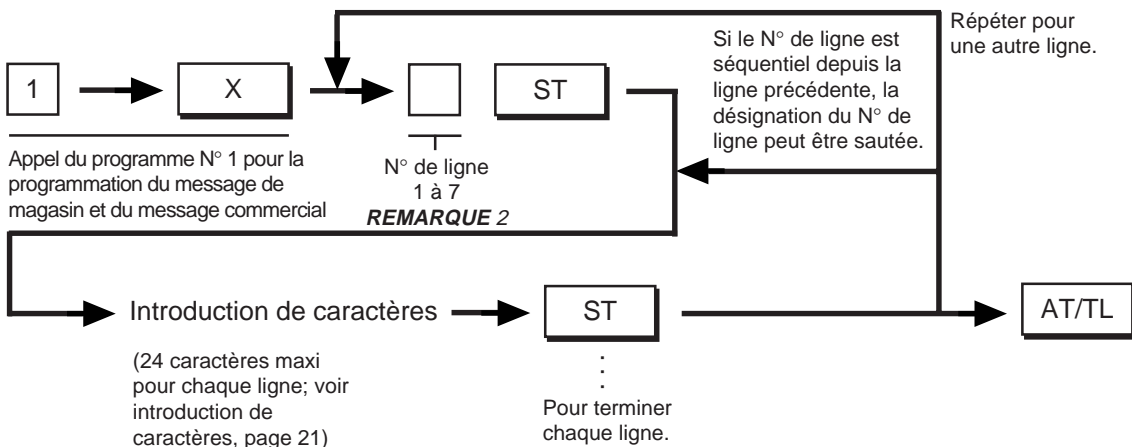 Répéter pour
une autre ligne.
Si le N° de ligne est
séquentiel depuis la
ligne précédente, la
désignation du N° de
ligne peut être sautée.
1
X
ST
Appel du programme N° 1 pour la
programmation du message de
magasin et du message commercial
N° de ligne
1 à 7
REMARQUE 2
Introduction de caractères
ST
AT/TL
(24 caractères maxi
pour chaque ligne; voir
introduction de
caractères, page 21)
Pour terminer
chaque ligne.